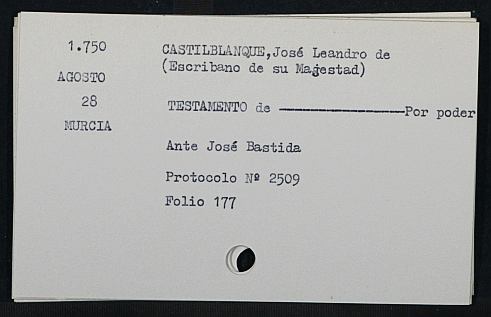 1.750
AGOSTO
28
MURCIA
CASTILBLANQUE, José Leandro de
(Escribano de su Magestad)
TESTAMENTO de ——————————Por poder
Ante José Bastida
Protocolo Nº 2509
Folio 177